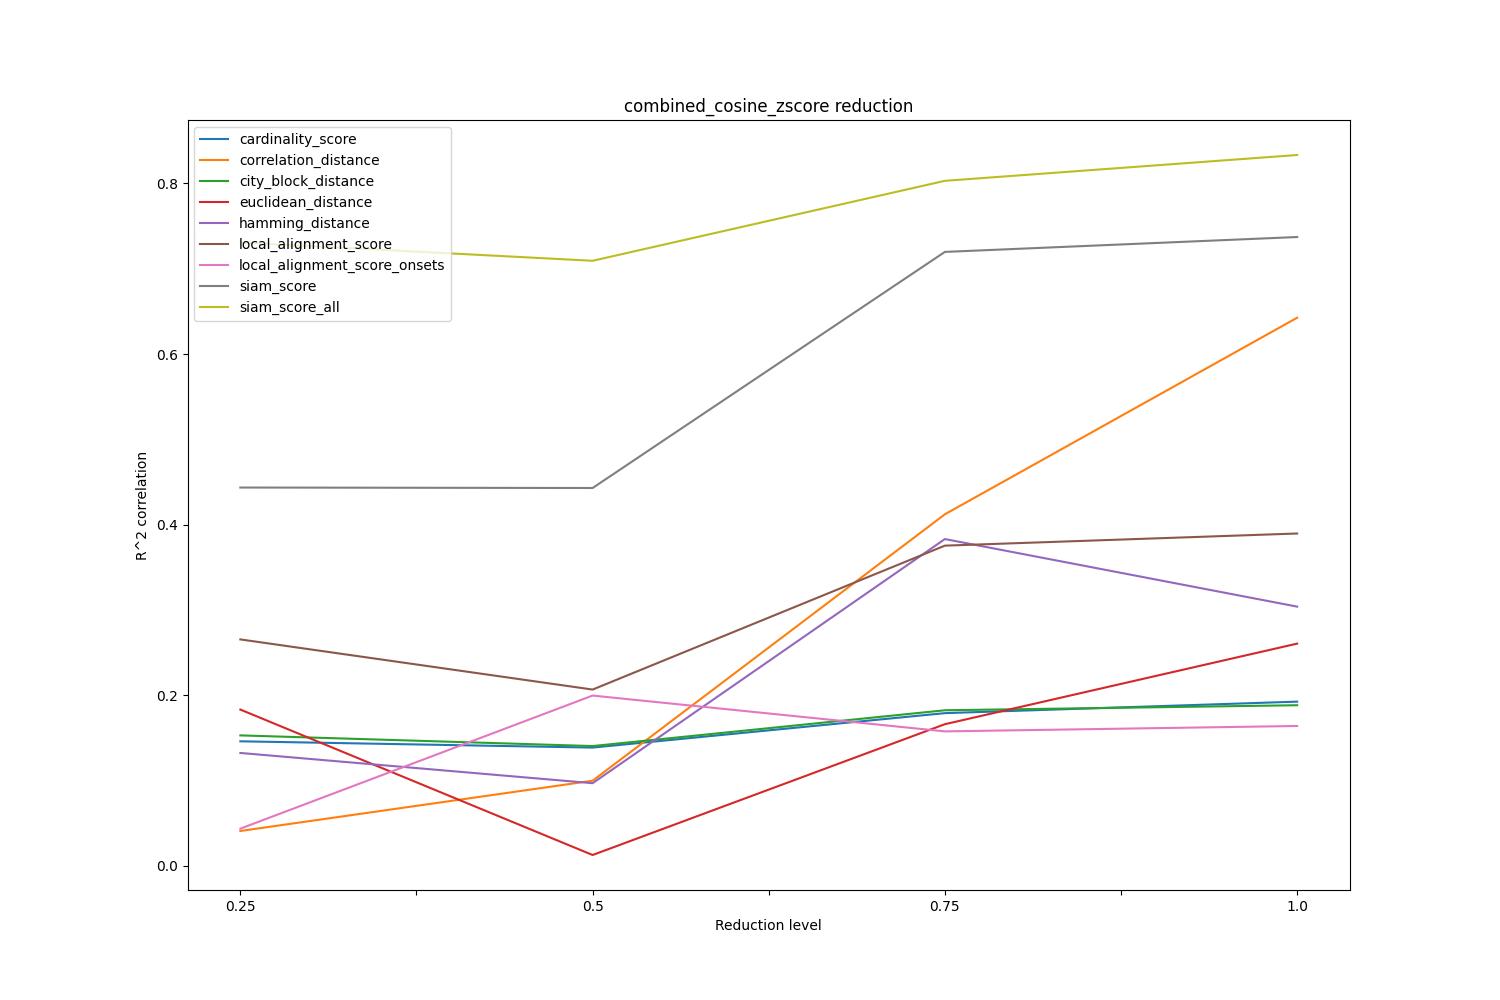 combined_cosine_zscore reduction
cardinality_score
correlation_distance
city_block_distance
euclidean_distance
hamming_distance
local_alignment_score
local_alignment_score_onsets
siam_score
siam_score_all
0.8
0.6
0.4
0.2
0.0
R^2 correlation
0.25 0.5 0.75 1.0
Reduction level